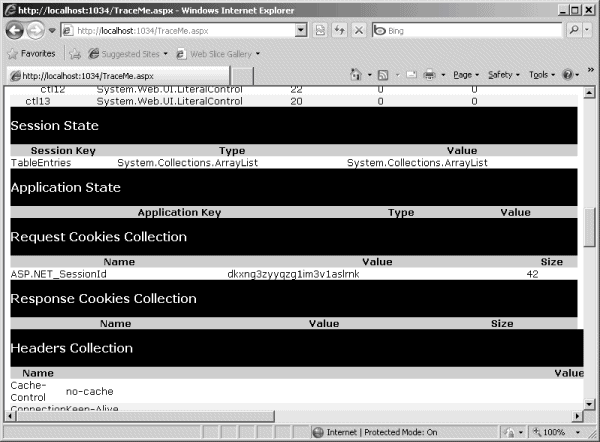 http://localhost:1034/TraceMe.aspx - Windows Internet Explorer
http://localhost:1034/TraceMe.aspx Bing
Favorites Suggested Sites Web Slice Gallery
http://localhost:1034/TraceMe.aspx Page Safety Tools
ctl12 System.Web.UI.LiteralControl 22 0 0
ctl13 System.Web.UI.LiteralControl 20 0 0
Session State
Session Key Type Value
TableEntries System.Collections.ArrayList System.Collections.ArrayList
Application State
Application Key Type Value
Request Cookies Collection
Name Value Size
ASP.NET_SessionId dkxng3zyyqzg1im3v1aslrnk 42
Response Cookies Collection
Name Value Size
Headers Collection
Name Value
Cache-
Control no-cache
Connection Keep-Alive
Internet | Protected Mode: On 100%